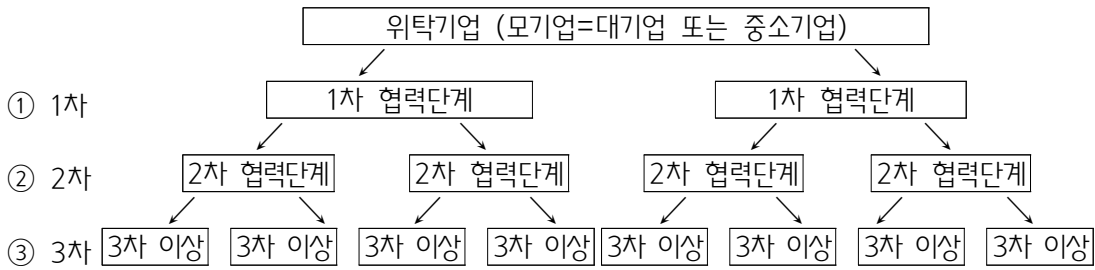 위탁기업 (모기업=대기업 또는 중소기업)
① 1차 1차 협력단계 1차 협력단계
② 2차 2차 협력단계 2차 협력단계 2차 협력단계 2차 협력단계
③ 3차 3차 이상 3차 이상 3차 이상 3차 이상 3차 이상 3차 이상 3차 이상 3차 이상